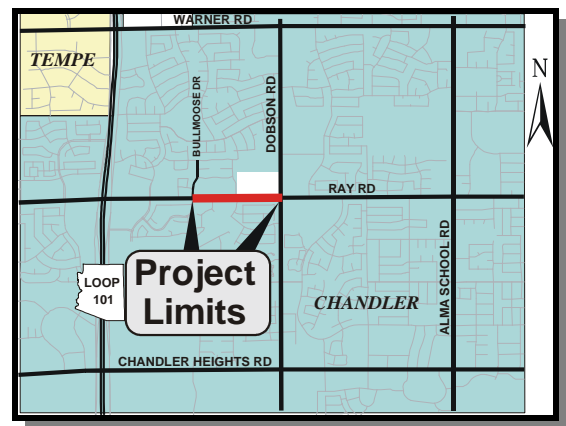 WARNER RD
TEMPE
N
BULLMOOSE DR
DOBSON RD
RAY RD
ALMA SCHOOL RD
LOOP
101
Project
Limits
CHANDLER
CHANDLER HEIGHTS RD